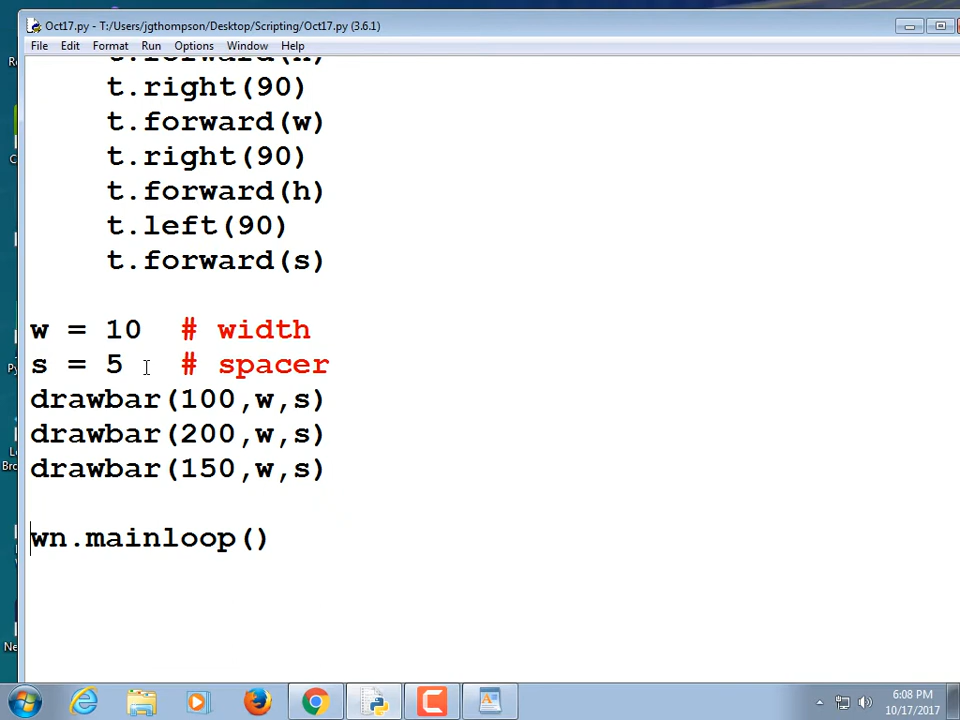 Oct17.py - T:/Users/jgthompson/Desktop/Scripting/Oct17.py (3.6.1)
File Edit Format Run Options Window Help
t.forward(h)
t.right(90)
t.forward(w)
t.right(90)
t.forward(h)
t.left(90)
t.forward(s)
w = 10  # width
s = 5   # spacer
drawbar(100,w,s)
drawbar(200,w,s)
drawbar(150,w,s)
wn.mainloop()
6:08 PM
10/17/2017